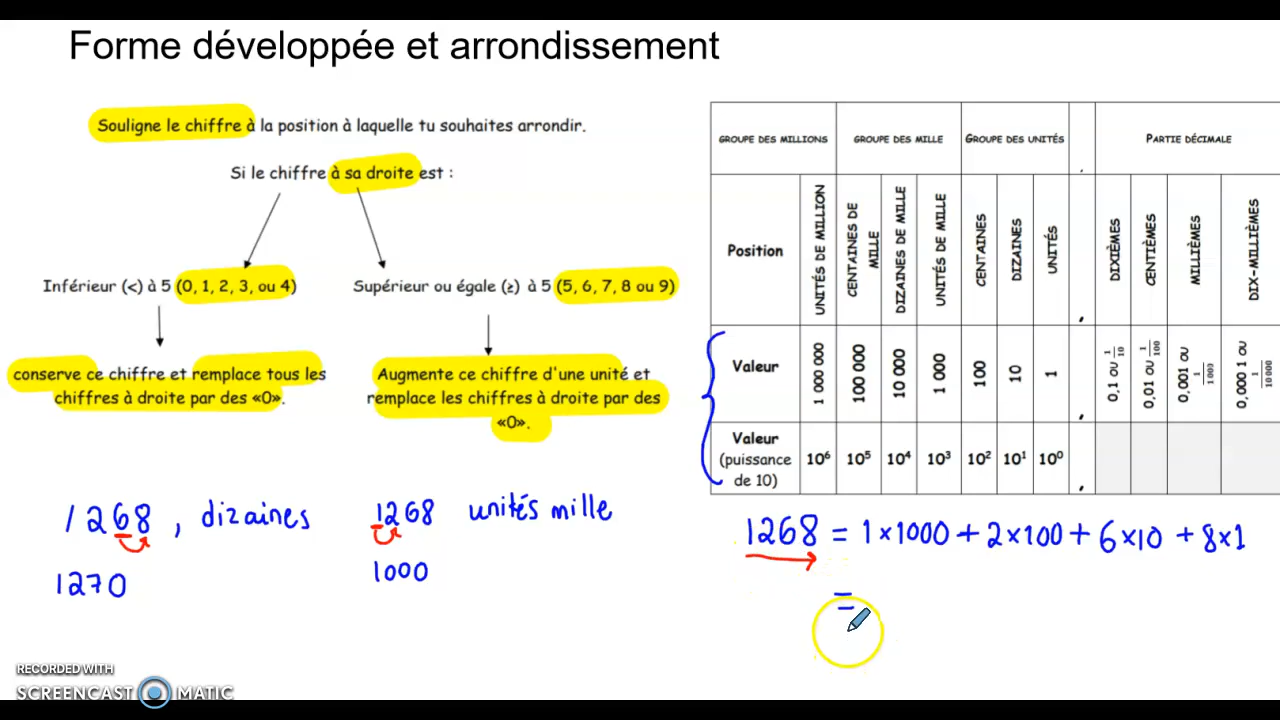 Forme développée et arrondissement
Souligne le chiffre à la position à laquelle tu souhaites arrondir.
Si le chiffre à sa droite est :
Inférieur (<) à 5 (0, 1, 2, 3, ou 4)
Supérieur ou égale (≥) à 5 (5, 6, 7, 8 ou 9)
conserve ce chiffre et remplace tous les
chiffres à droite par des «0».
Augmente ce chiffre d'une unité et
remplace les chiffres à droite par des
«0».
1268, dizaines
1270
1268 unités mille
1000
GROUPE DES MILLIONS GROUPE DES MILLE GROUPE DES UNITÉS , PARTIE DÉCIMALE
Position UNITÉS DE MILLION CENTAINES DE MILLE DIZAINES DE MILLE UNITÉS DE MILLE CENTAINES DIZAINES UNITÉS , DIXIÈMES CENTIÈMES MILLIÈMES DIX-MILLIÈMES
Valeur 1 000 000 100 000 10 000 1 000 100 10 1 , 0,1 ou 1/10 0,01 ou 1/100 0,001 ou 1/1000 0,000 1 ou 1/10 000
Valeur (puissance de 10) 10⁶ 10⁵ 10⁴ 10³ 10² 10¹ 10⁰ ,
1268 = 1×1000 + 2×100 + 6×10 + 8×1
=
RECORDED WITH
SCREENCAST MATIC